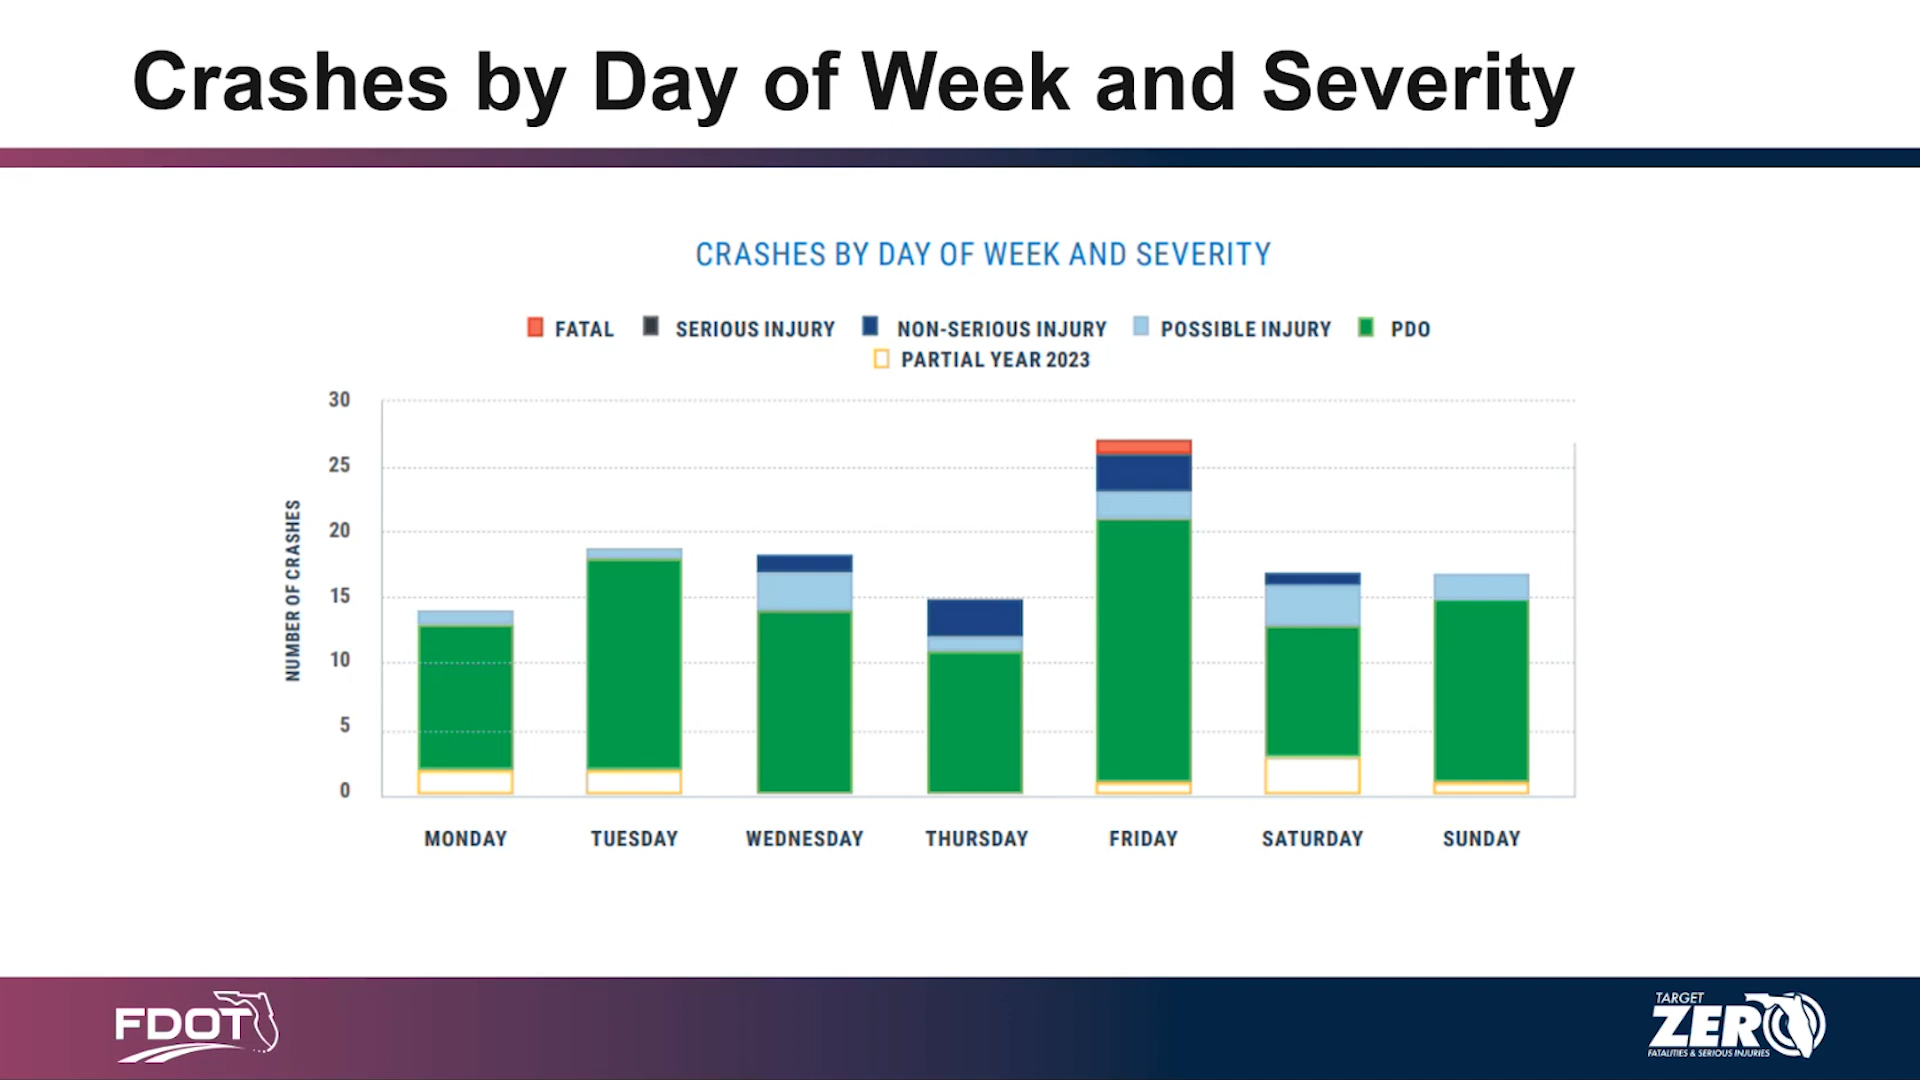 Crashes by Day of Week and Severity
CRASHES BY DAY OF WEEK AND SEVERITY
FATAL SERIOUS INJURY NON-SERIOUS INJURY POSSIBLE INJURY PDO
PARTIAL YEAR 2023
NUMBER OF CRASHES
30
25
20
15
10
5
0
MONDAY TUESDAY WEDNESDAY THURSDAY FRIDAY SATURDAY SUNDAY
FDOT
TARGET
ZERO
FATALITIES & SERIOUS INJURIES